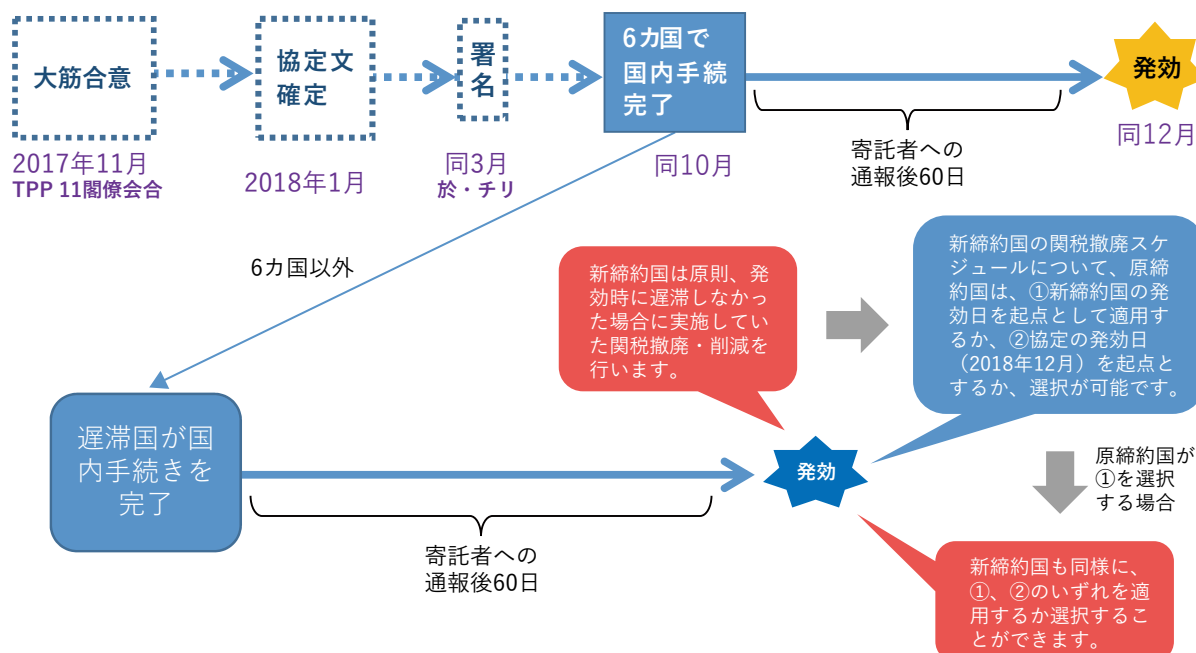 大筋合意
協定文
確定
署
名
6カ国で
国内手続
完了
発効
2017年11月
TPP 11閣僚会合
2018年1月
同3月
於・チリ
同10月
寄託者への
通報後60日
同12月
6カ国以外
新締約国は原則、発
効時に遅滞しなかっ
た場合に実施してい
た関税撤廃・削減を
行います。
新締約国の関税撤廃スケ
ジュールについて、原締
約国は、①新締約国の発
効日を起点として適用す
るか、②協定の発効日
（2018年12月）を起点と
するか、選択が可能です。
遅滞国が国
内手続きを
完了
発効
寄託者への
通報後60日
原締約国が
①を選択
する場合
新締約国も同様に、
①、②のいずれを適
用するか選択するこ
とができます。